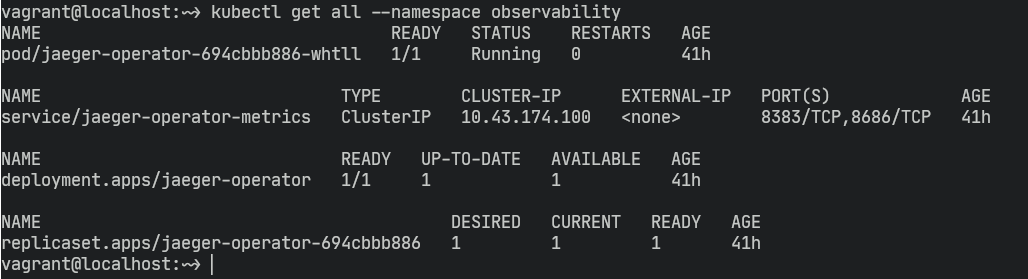 vagrant@localhost:~> kubectl get all --namespace observability
NAME                                   READY   STATUS    RESTARTS   AGE
pod/jaeger-operator-694cbbb886-whtll   1/1     Running   0          41h

NAME                              TYPE        CLUSTER-IP      EXTERNAL-IP   PORT(S)             AGE
service/jaeger-operator-metrics   ClusterIP   10.43.174.100   <none>        8383/TCP,8686/TCP   41h

NAME                              READY   UP-TO-DATE   AVAILABLE   AGE
deployment.apps/jaeger-operator   1/1     1            1           41h

NAME                                         DESIRED   CURRENT   READY   AGE
replicaset.apps/jaeger-operator-694cbbb886   1         1         1       41h
vagrant@localhost:~>